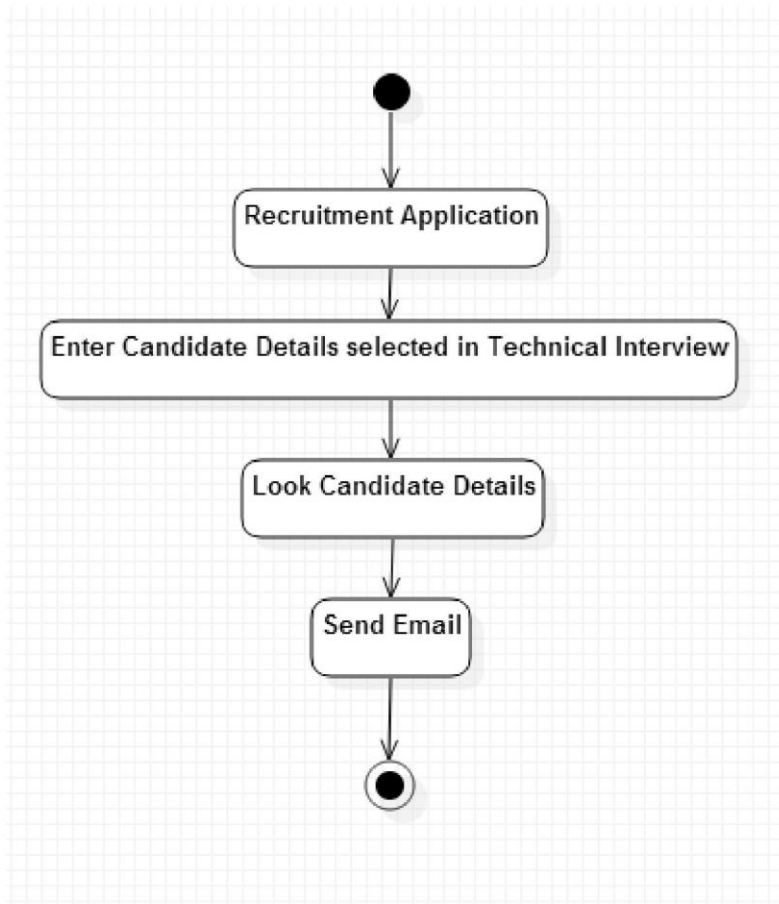 Recruitment Application
Enter Candidate Details selected in Technical Interview
Look Candidate Details
Send Email